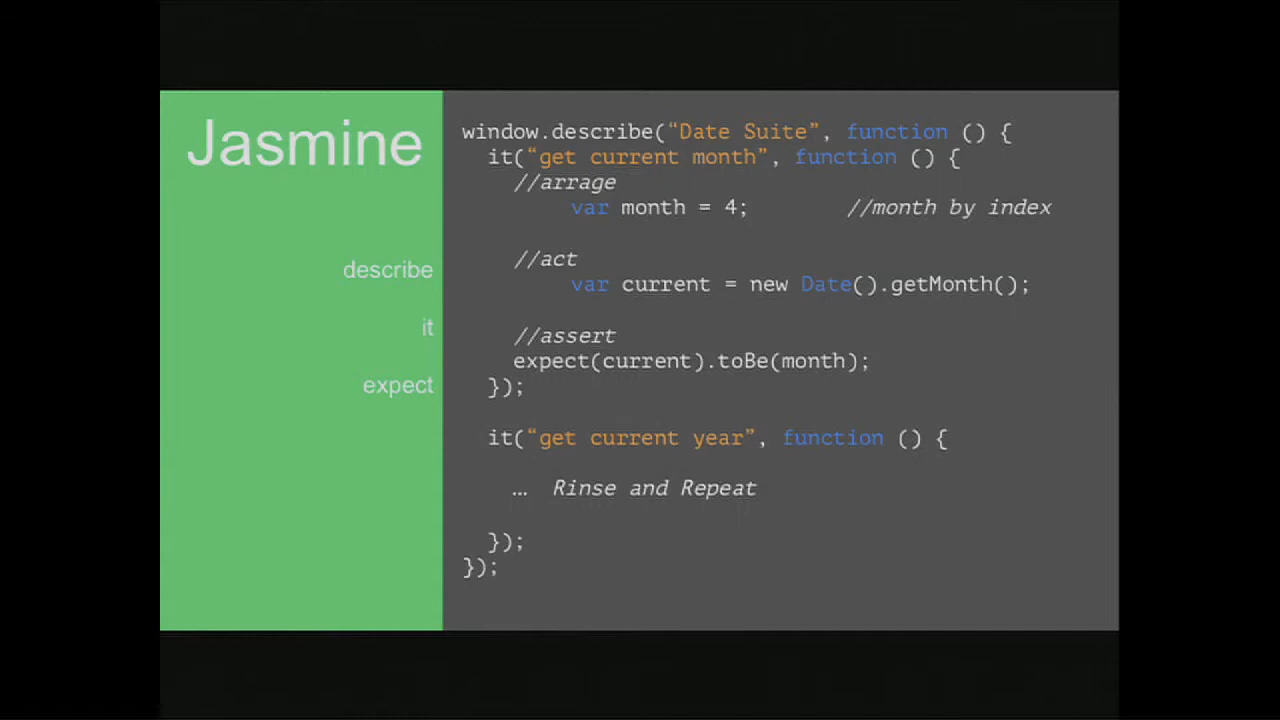 Jasmine
describe
it
expect
window.describe(“Date Suite”, function () {
it(“get current month”, function () {
//arrage
var month = 4; //month by index
//act
var current = new Date().getMonth();
//assert
expect(current).toBe(month);
});
it(“get current year”, function () {
… Rinse and Repeat
});
});